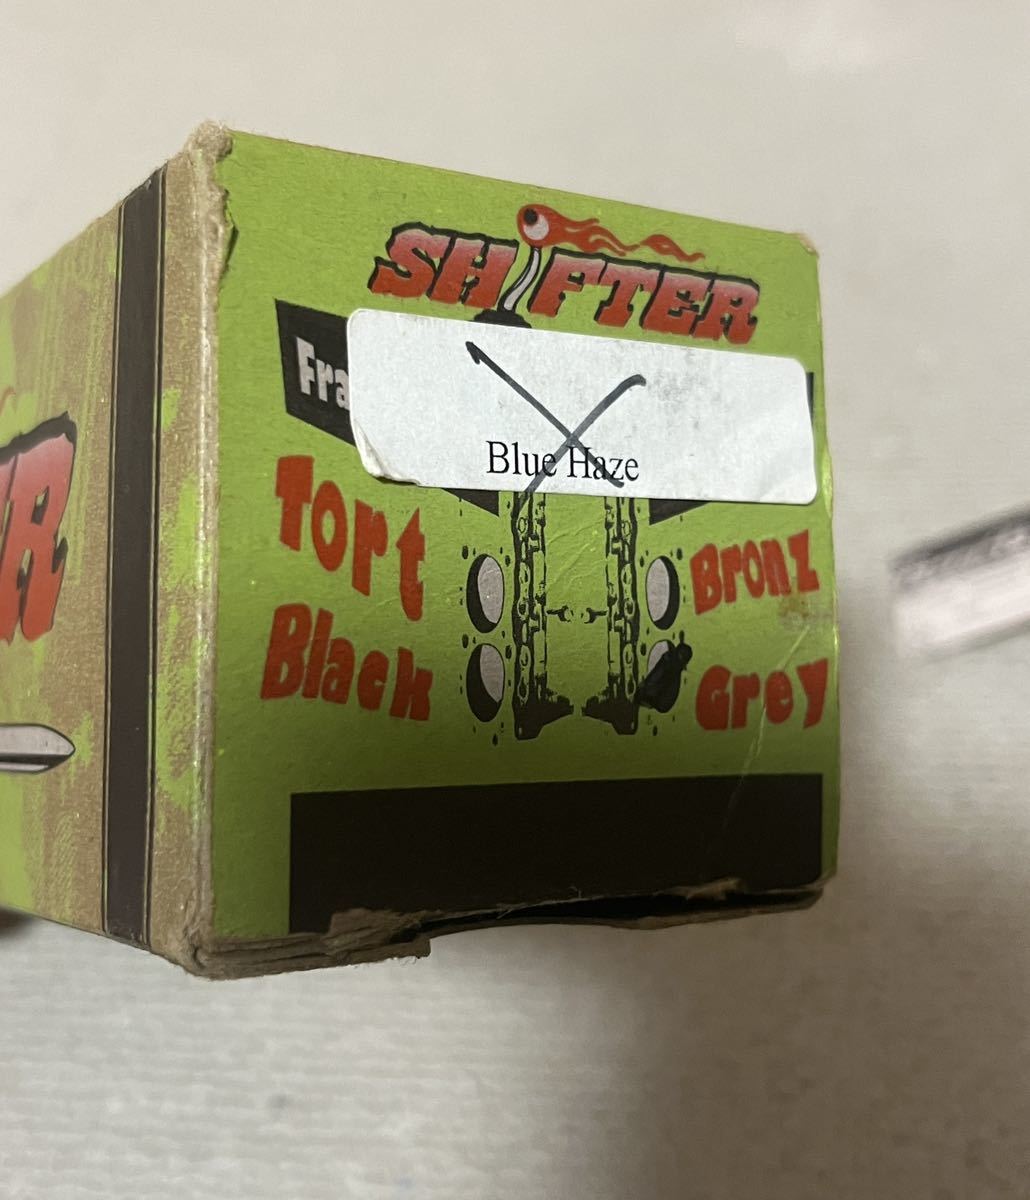 SHIFTER
Fra
Blue Haze
Tort
Bronz
Black
Grey
R